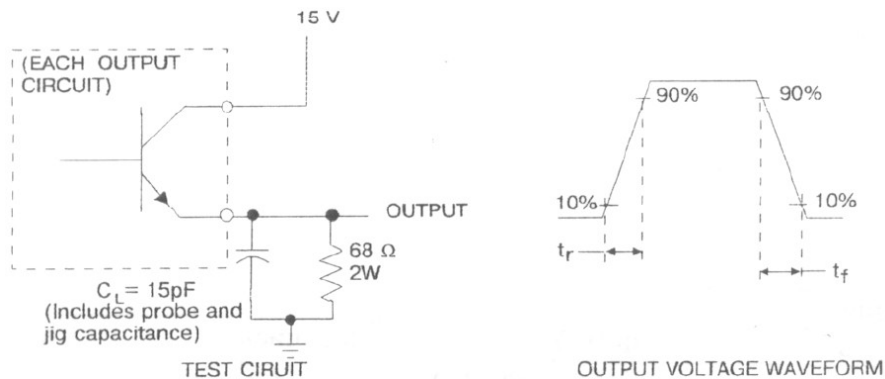 15 V
(EACH OUTPUT
CIRCUIT)
OUTPUT
68 Ω
2W
C_L = 15pF
(Includes probe and
jig capacitance)
TEST CIRUIT
90%
90%
10%
10%
t_r
t_f
OUTPUT VOLTAGE WAVEFORM